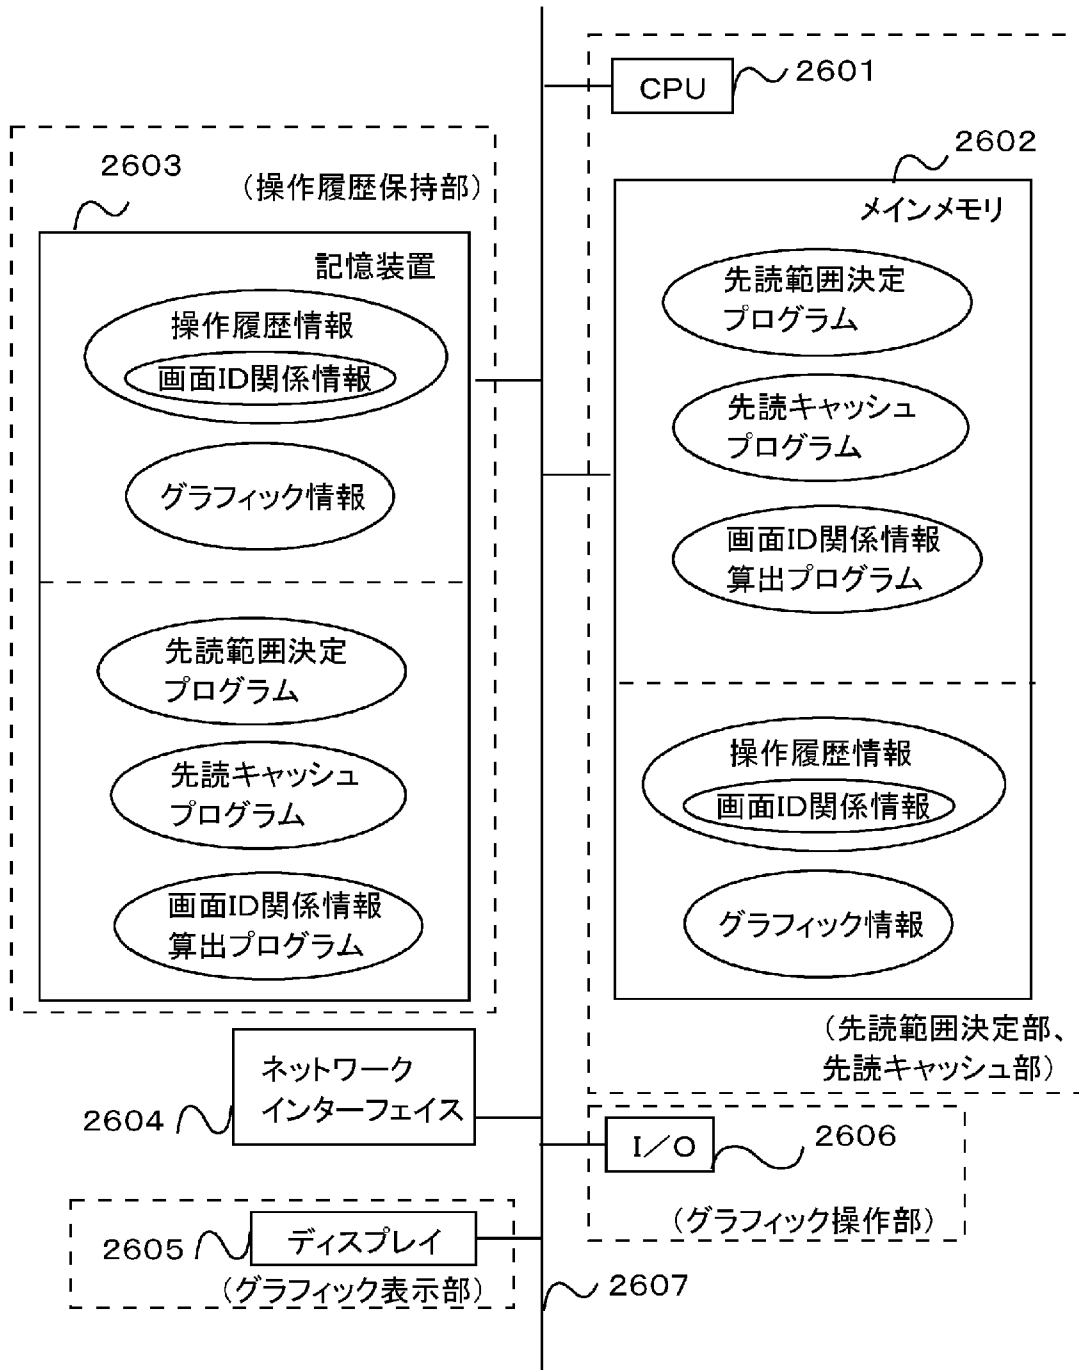 CPU
2601
2602
メインメモリ
先読範囲決定
プログラム
先読キャッシュ
プログラム
画面ID関係情報
算出プログラム
操作履歴情報
画面ID関係情報
グラフィック情報
(先読範囲決定部、
先読キャッシュ部)
2603
(操作履歴保持部)
記憶装置
操作履歴情報
画面ID関係情報
グラフィック情報
先読範囲決定
プログラム
先読キャッシュ
プログラム
画面ID関係情報
算出プログラム
ネットワーク
インターフェイス
2604
I/O
2606
(グラフィック操作部)
2605
ディスプレイ
(グラフィック表示部)
2607